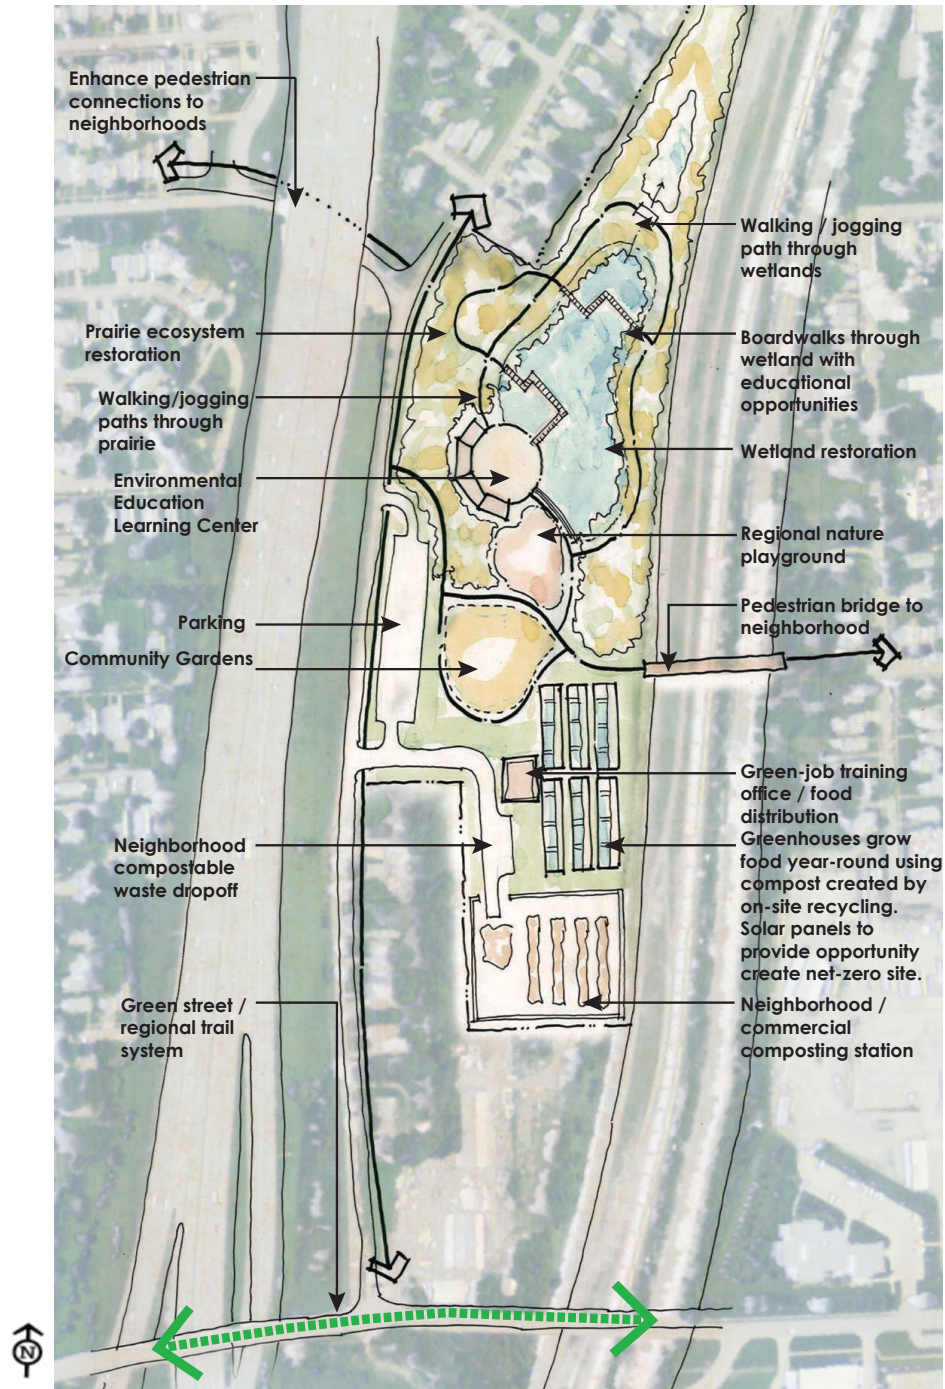 Enhance pedestrian
connections to
neighborhoods
Prairie ecosystem
restoration
Walking/jogging
paths through
prairie
Environmental
Education
Learning Center
Parking
Community Gardens
Neighborhood
compostable
waste dropoff
Green street /
regional trail
system
Walking / jogging
path through
wetlands
Boardwalks through
wetland with
educational
opportunities
Wetland restoration
Regional nature
playground
Pedestrian bridge to
neighborhood
Green-job training
office / food
distribution
Greenhouses grow
food year-round using
compost created by
on-site recycling.
Solar panels to
provide opportunity
create net-zero site.
Neighborhood /
commercial
composting station
N